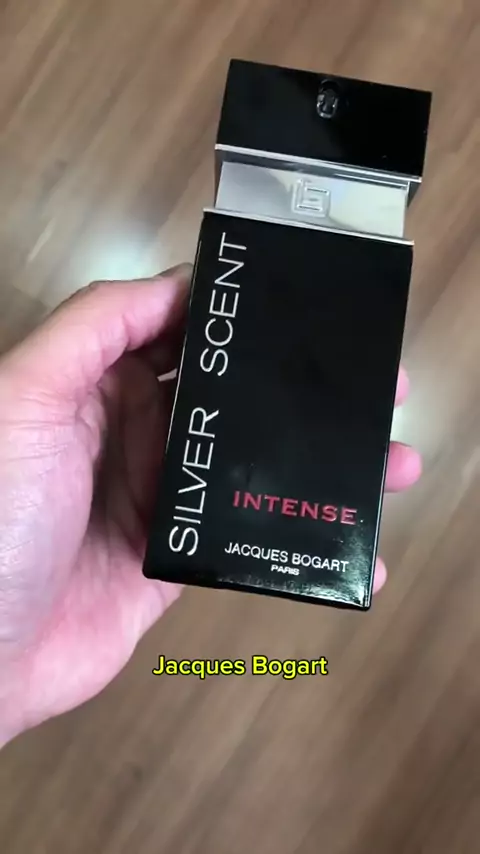 SILVER SCENT
INTENSE
JACQUES BOGART
PARIS
Jacques Bogart